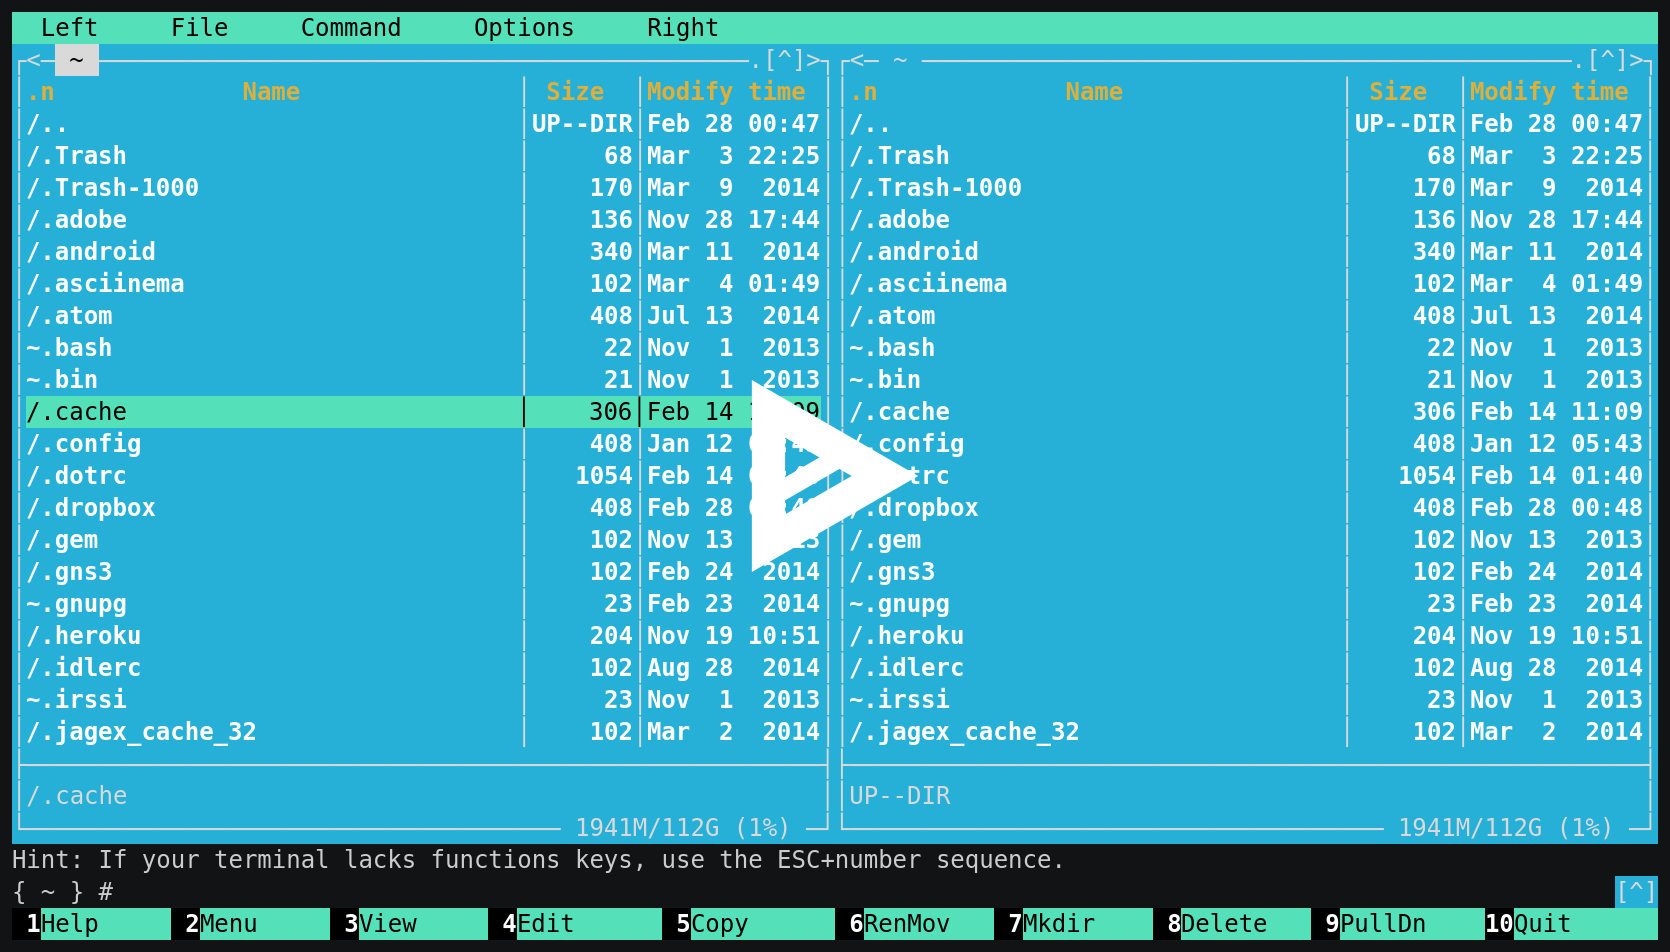 Left File Command Options Right
<─ ~ .[^]> <─ ~ .[^]>
.n Name Size Modify time .n Name Size Modify time
/.. UP--DIR Feb 28 00:47 /.. UP--DIR Feb 28 00:47
/.Trash 68 Mar 3 22:25 /.Trash 68 Mar 3 22:25
/.Trash-1000 170 Mar 9 2014 /.Trash-1000 170 Mar 9 2014
/.adobe 136 Nov 28 17:44 /.adobe 136 Nov 28 17:44
/.android 340 Mar 11 2014 /.android 340 Mar 11 2014
/.asciinema 102 Mar 4 01:49 /.asciinema 102 Mar 4 01:49
/.atom 408 Jul 13 2014 /.atom 408 Jul 13 2014
~.bash 22 Nov 1 2013 ~.bash 22 Nov 1 2013
~.bin 21 Nov 1 2013 ~.bin 21 Nov 1 2013
/.cache 306 Feb 14 /.cache 306 Feb 14 11:09
/.config 408 Jan 12 .config 408 Jan 12 05:43
/.dotrc 1054 Feb 14 1054 Feb 14 01:40
/.dropbox 408 Feb 28 /.dropbox 408 Feb 28 00:48
/.gem 102 Nov 13 /.gem 102 Nov 13 2013
/.gns3 102 Feb 24 2014 /.gns3 102 Feb 24 2014
~.gnupg 23 Feb 23 2014 ~.gnupg 23 Feb 23 2014
/.heroku 204 Nov 19 10:51 /.heroku 204 Nov 19 10:51
/.idlerc 102 Aug 28 2014 /.idlerc 102 Aug 28 2014
~.irssi 23 Nov 1 2013 ~.irssi 23 Nov 1 2013
/.jagex_cache_32 102 Mar 2 2014 /.jagex_cache_32 102 Mar 2 2014
/.cache UP--DIR
1941M/112G (1%) 1941M/112G (1%)
Hint: If your terminal lacks functions keys, use the ESC+number sequence.
{ ~ } # [^]
1Help 2Menu 3View 4Edit 5Copy 6RenMov 7Mkdir 8Delete 9PullDn 10Quit